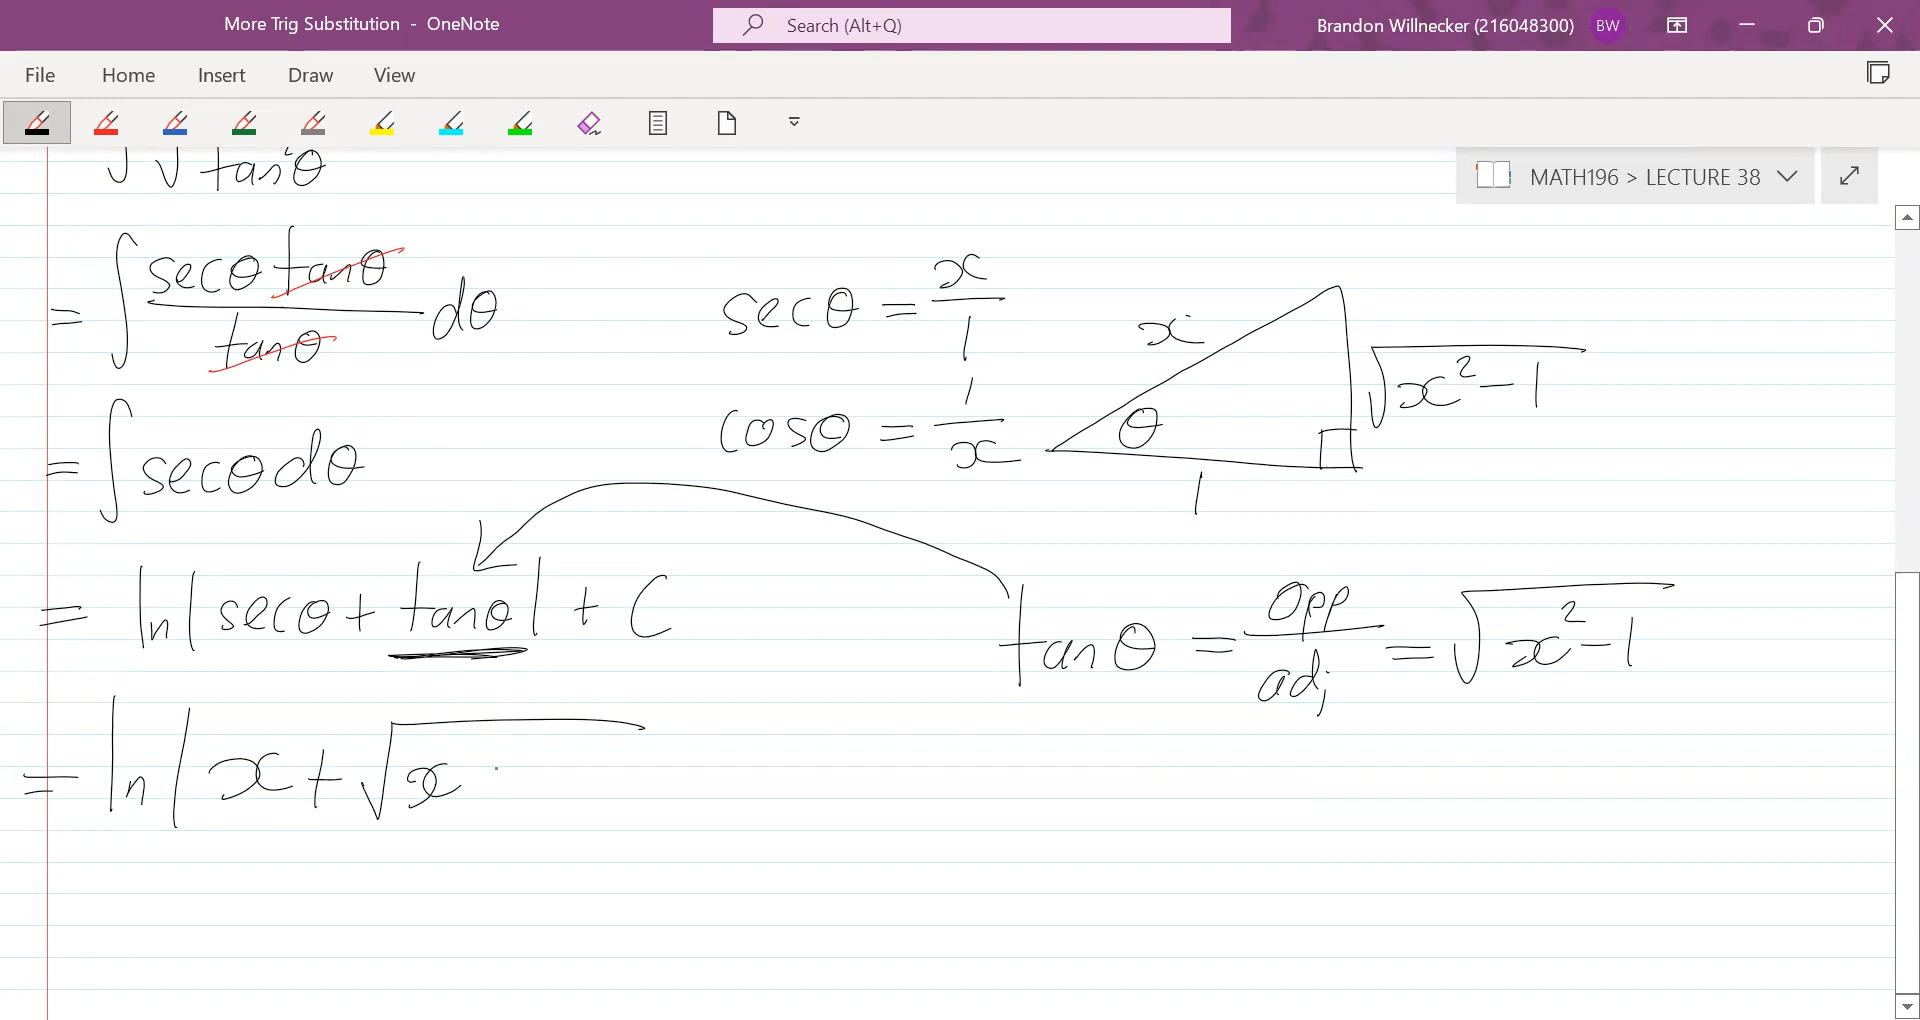 More Trig Substitution - OneNote
Search (Alt+Q)
Brandon Willnecker (216048300) BW
File Home Insert Draw View
MATH196 > LECTURE 38
∫ √tan²θ
= ∫ secθ tanθ / tanθ dθ
secθ = x/1
x
√x²-1
θ
1
cosθ = 1/x
= ∫ secθ dθ
= ln|secθ + tanθ| + C
tanθ = opp/adj = √x²-1
= ln|x + √x